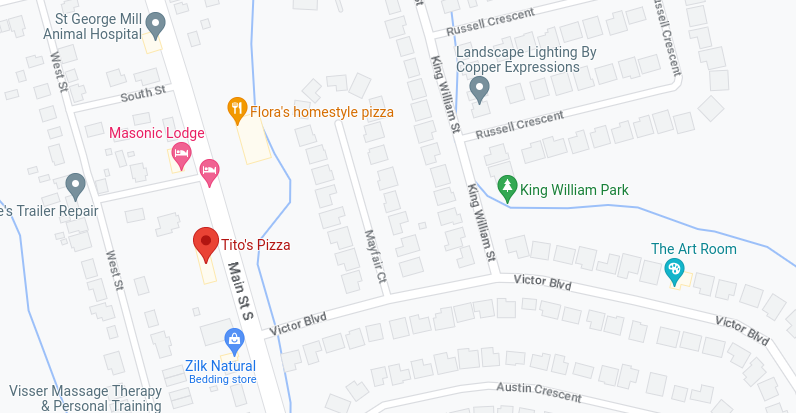 St George Mill
Animal Hospital
West St
South St
Flora's homestyle pizza
Masonic Lodge
e's Trailer Repair
West St
Tito's Pizza
Main St S
Victor Blvd
Zilk Natural
Bedding store
Visser Massage Therapy
& Personal Training
Mayfair Ct
King William St
King William St
st
Russell Crescent
Russell Crescent
Landscape Lighting By
Copper Expressions
Russell Crescent
King William Park
The Art Room
Victor Blvd
Victor Blvd
Austin Crescent